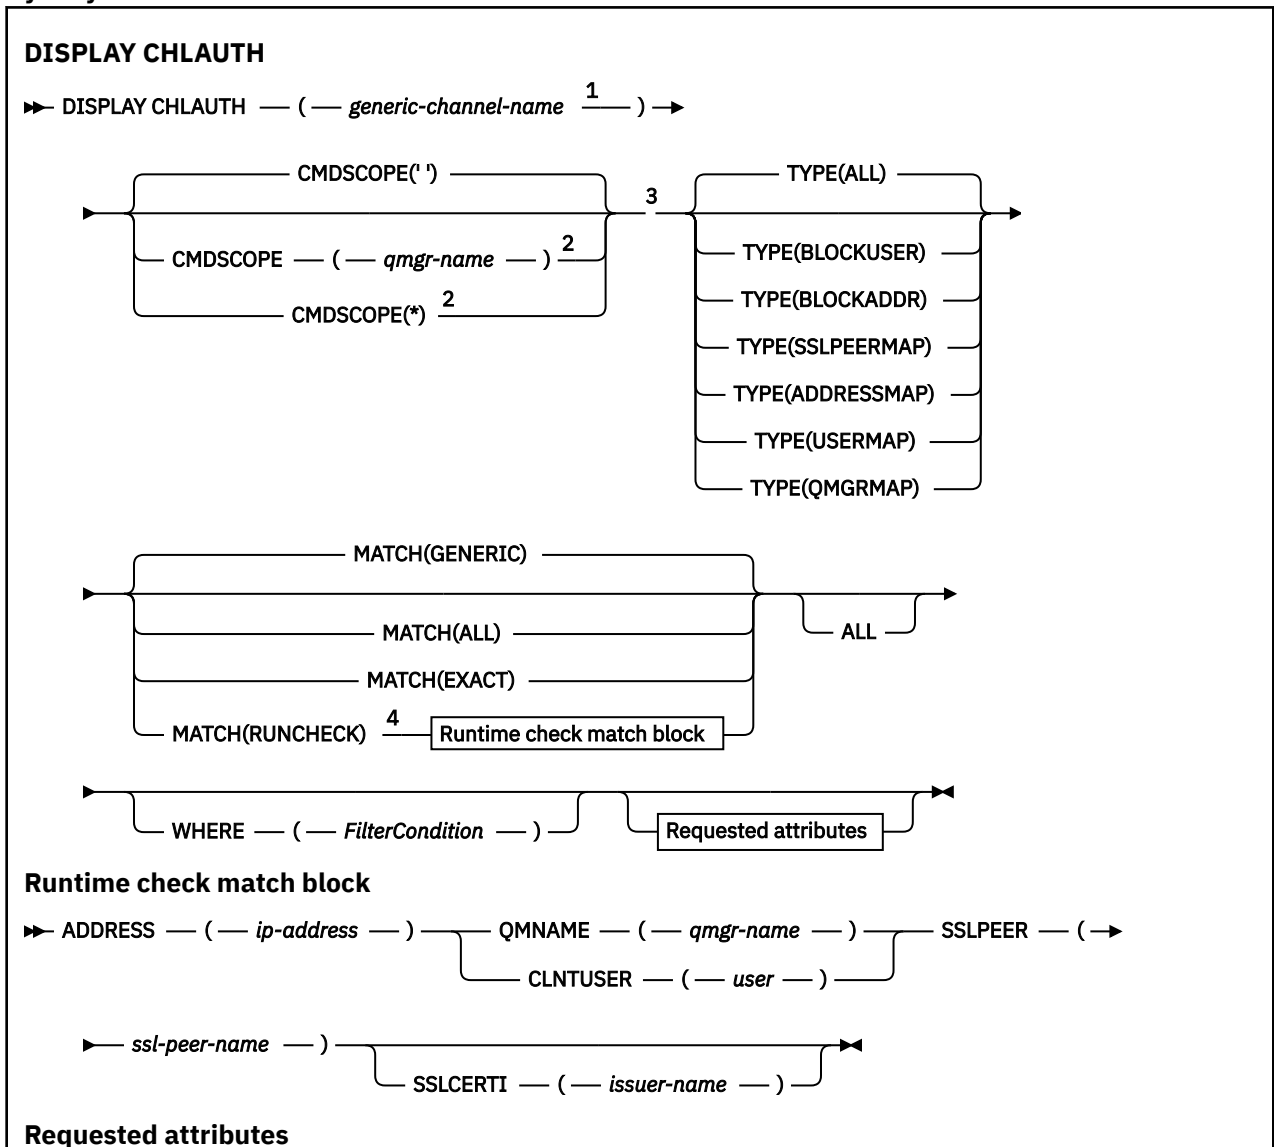 DISPLAY CHLAUTH
DISPLAY CHLAUTH ( generic-channel-name 1 )
CMDSCOPE(' ')
CMDSCOPE ( qmgr-name ) 2
CMDSCOPE(*) 2
3
TYPE(ALL)
TYPE(BLOCKUSER)
TYPE(BLOCKADDR)
TYPE(SSLPEERMAP)
TYPE(ADDRESSMAP)
TYPE(USERMAP)
TYPE(QMGRMAP)
MATCH(GENERIC)
MATCH(ALL)
MATCH(EXACT)
MATCH(RUNCHECK) 4 Runtime check match block
ALL
WHERE ( FilterCondition )
Requested attributes
Runtime check match block
ADDRESS ( ip-address ) QMNAME ( qmgr-name ) SSLPEER (
CLNTUSER ( user )
ssl-peer-name )
SSLCERTI ( issuer-name )
Requested attributes